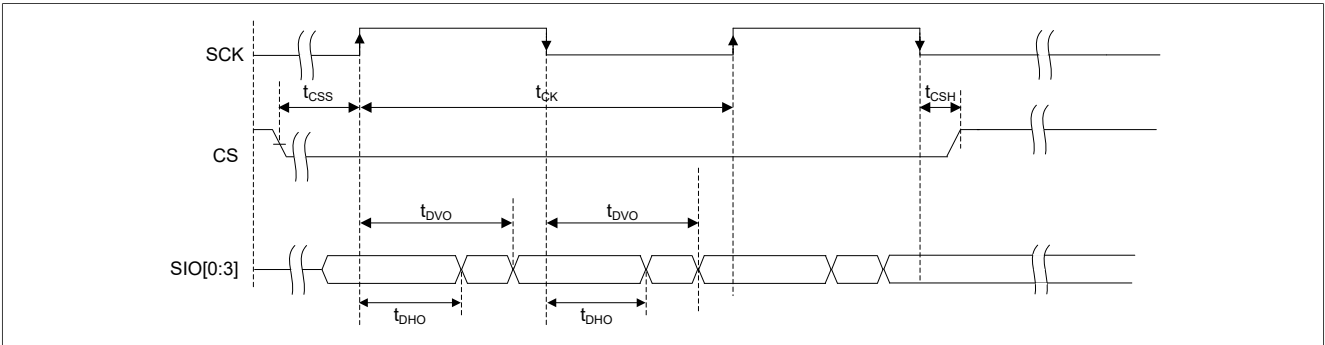 SCK
tCSS
tCK
tCSH
CS
tDVO
tDVO
SIO[0:3]
tDHO
tDHO